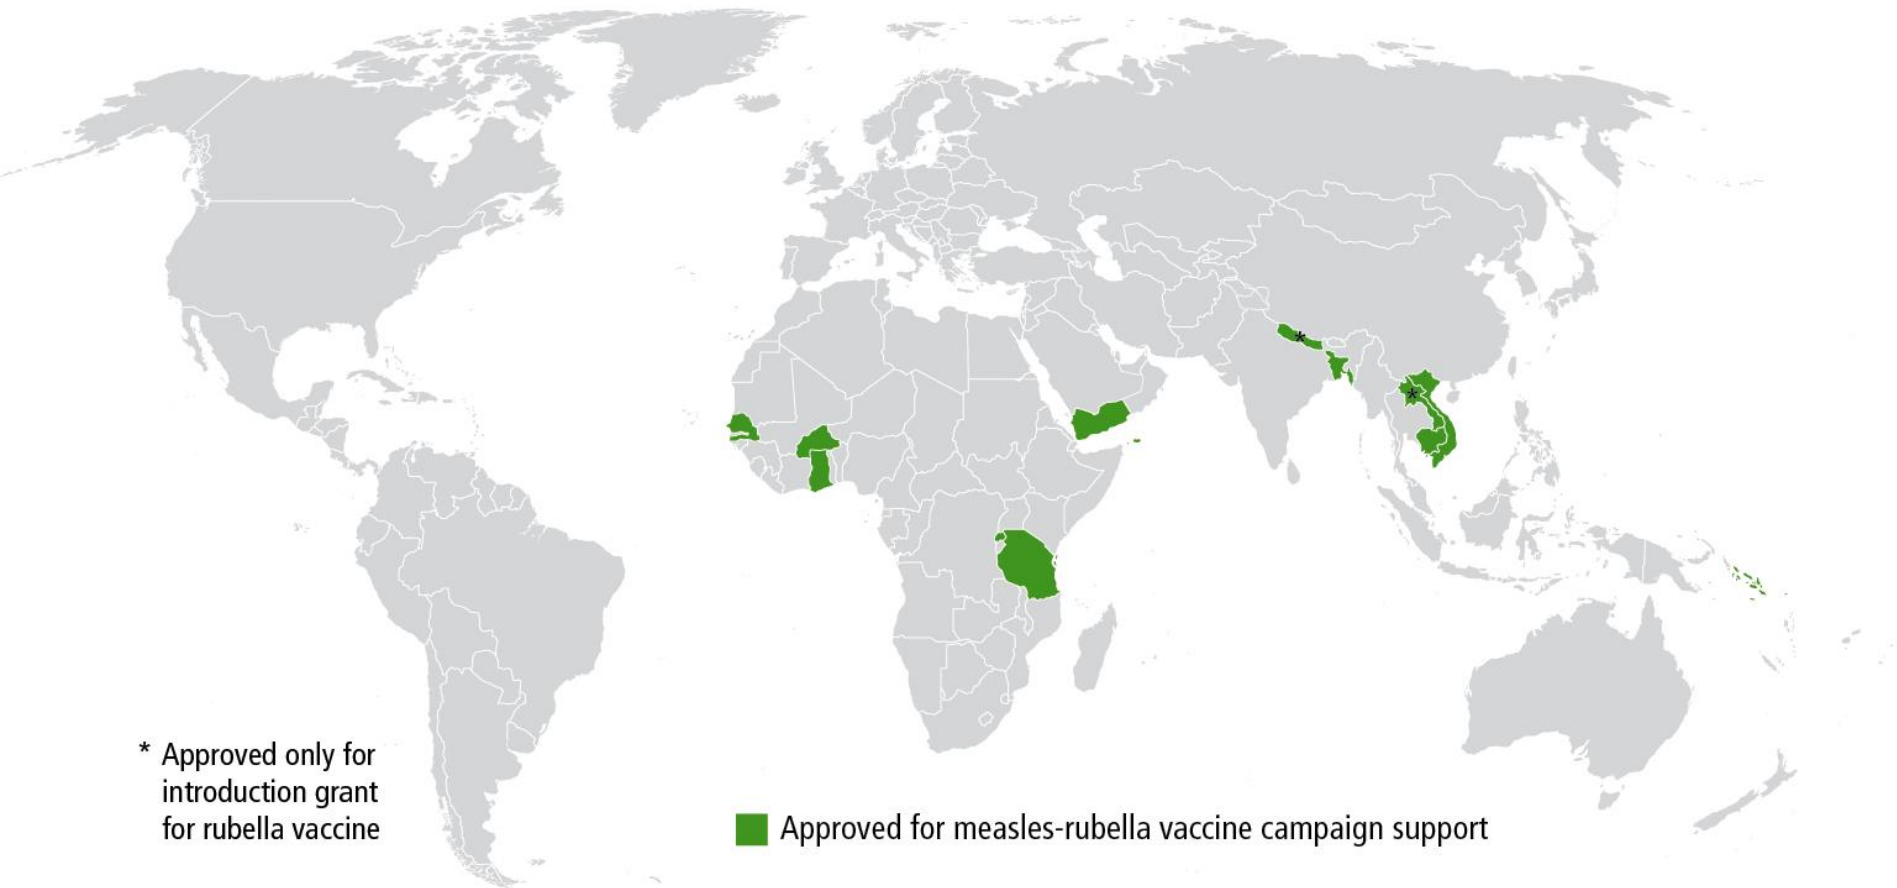 *
*
* Approved only for
introduction grant
for rubella vaccine
Approved for measles-rubella vaccine campaign support